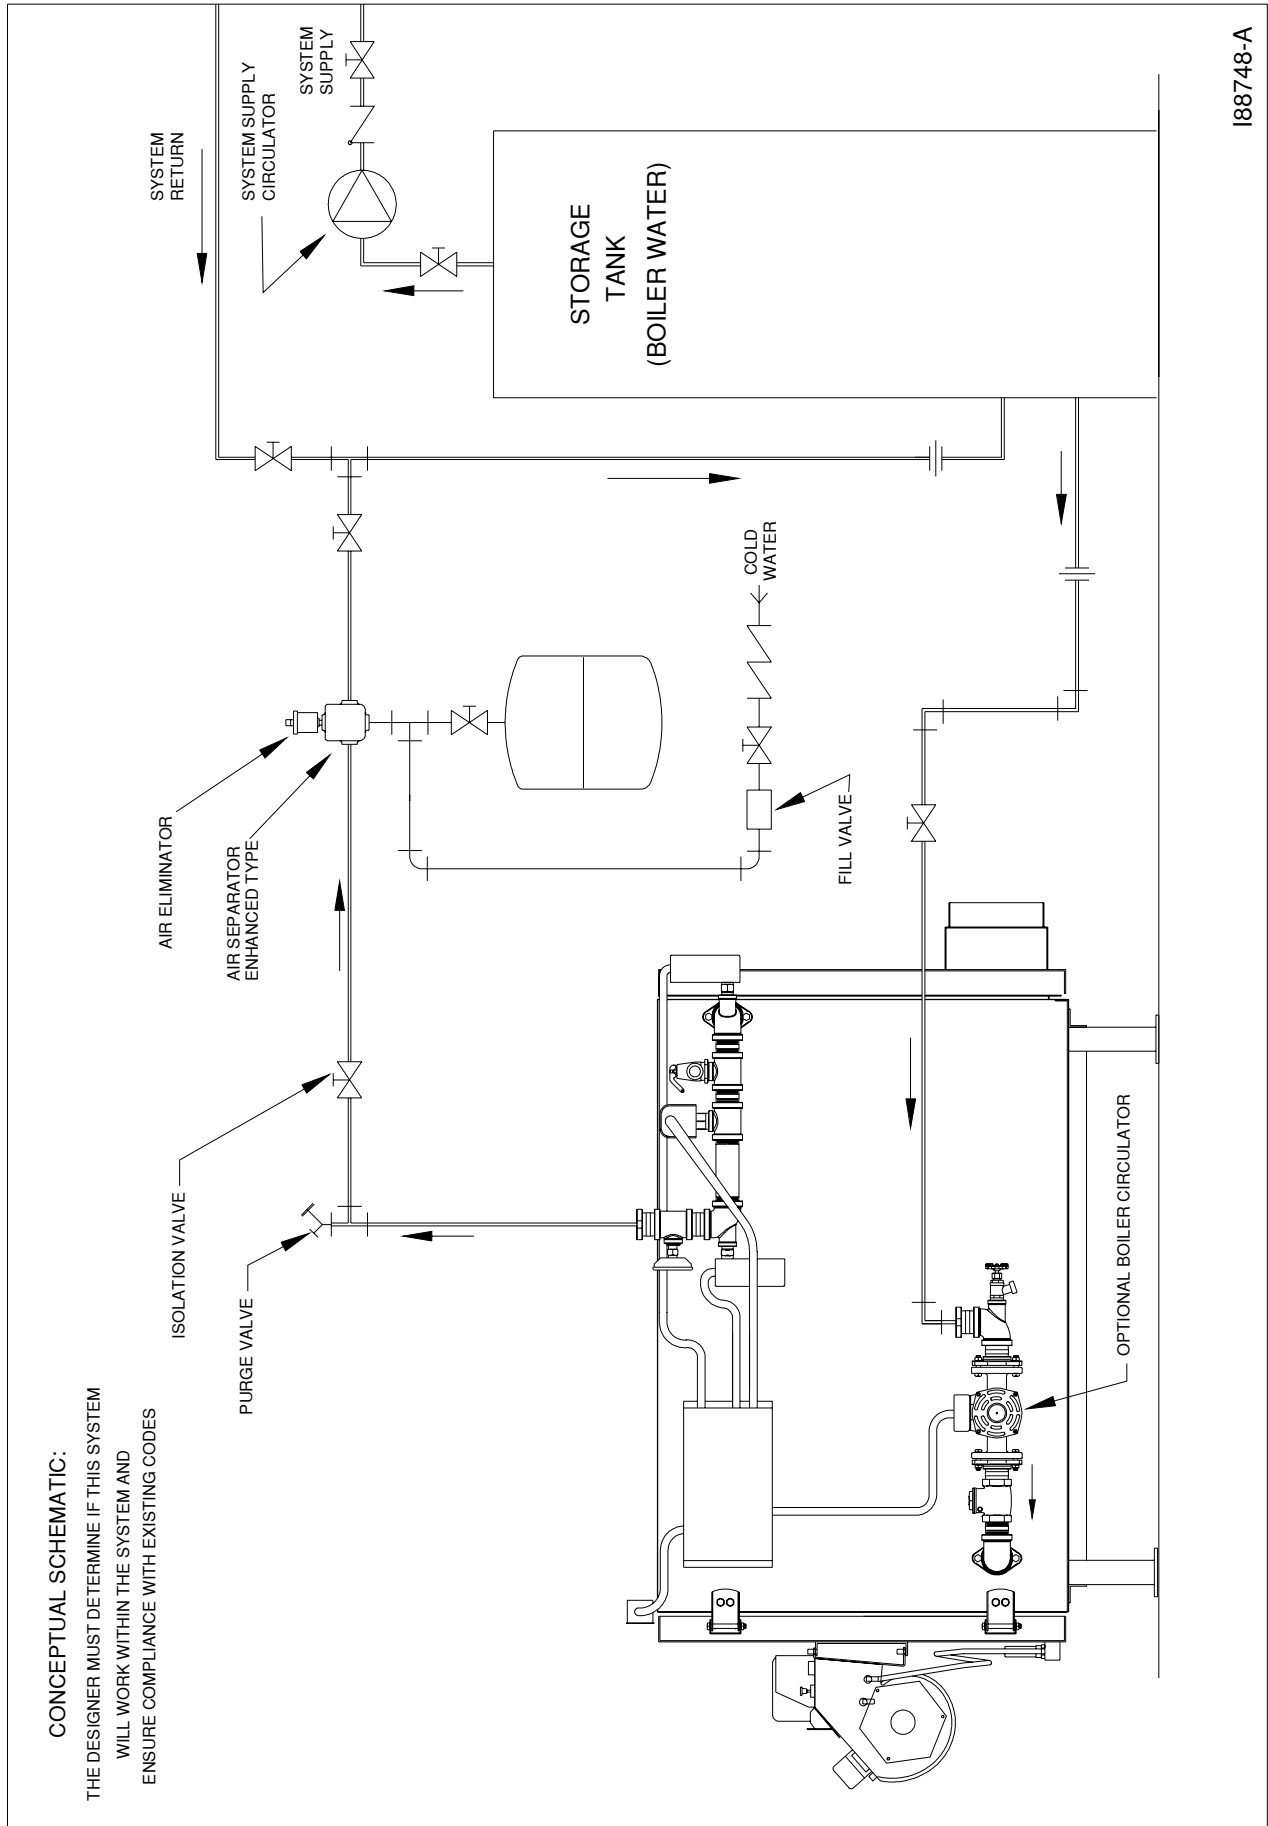 CONCEPTUAL SCHEMATIC:
THE DESIGNER MUST DETERMINE IF THIS SYSTEM
WILL WORK WITHIN THE SYSTEM AND
ENSURE COMPLIANCE WITH EXISTING CODES
PURGE VALVE
ISOLATION VALVE
AIR ELIMINATOR
AIR SEPARATOR
ENHANCED TYPE
SYSTEM
RETURN
SYSTEM SUPPLY
CIRCULATOR
SYSTEM
SUPPLY
STORAGE
TANK
(BOILER WATER)
COLD
WATER
FILL VALVE
OPTIONAL BOILER CIRCULATOR
I88748-A